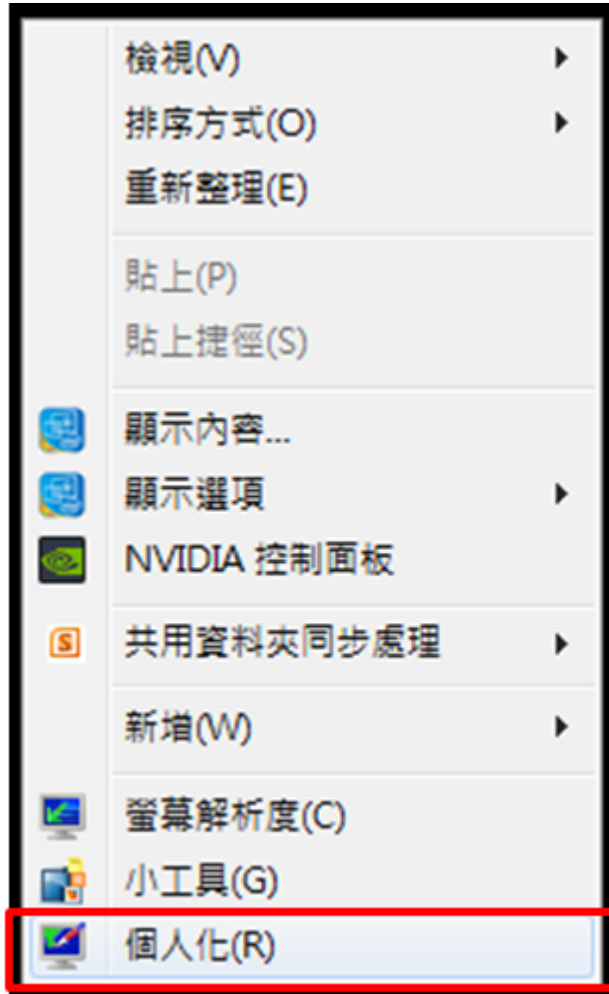 檢視(V)
排序方式(O)
重新整理(E)
貼上(P)
貼上捷徑(S)
顯示內容...
顯示選項
NVIDIA 控制面板
共用資料夾同步處理
新增(W)
螢幕解析度(C)
小工具(G)
個人化(R)